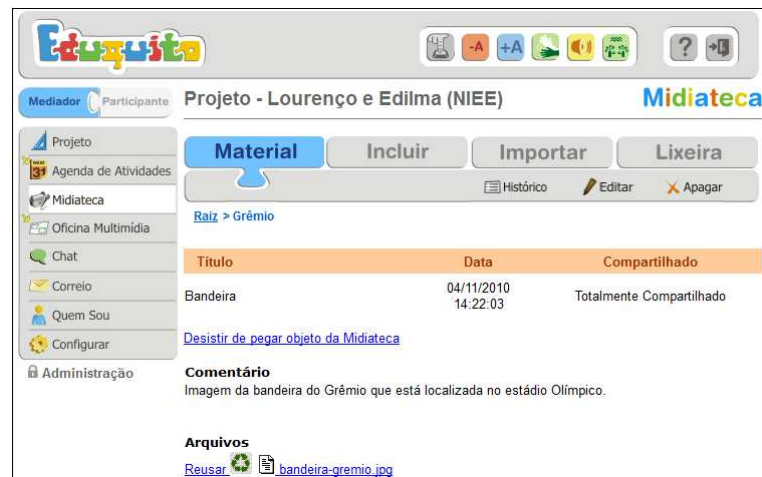 Eduquito
-A +A ?
Mediador Participante
Projeto - Lourenço e Edilma (NIEE)
Midiateca
Projeto
Agenda de Atividades
Midiateca
Oficina Multimídia
Chat
Correio
Quem Sou
Configurar
Administração
Material Incluir Importar Lixeira
Histórico Editar Apagar
Raiz > Grêmio
Título Data Compartilhado
Bandeira 04/11/2010 Totalmente Compartilhado
14:22:03
Desistir de pegar objeto da Midiateca
Comentário
Imagem da bandeira do Grêmio que está localizada no estádio Olímpico.
Arquivos
Reusar bandeira-gremio.jpg